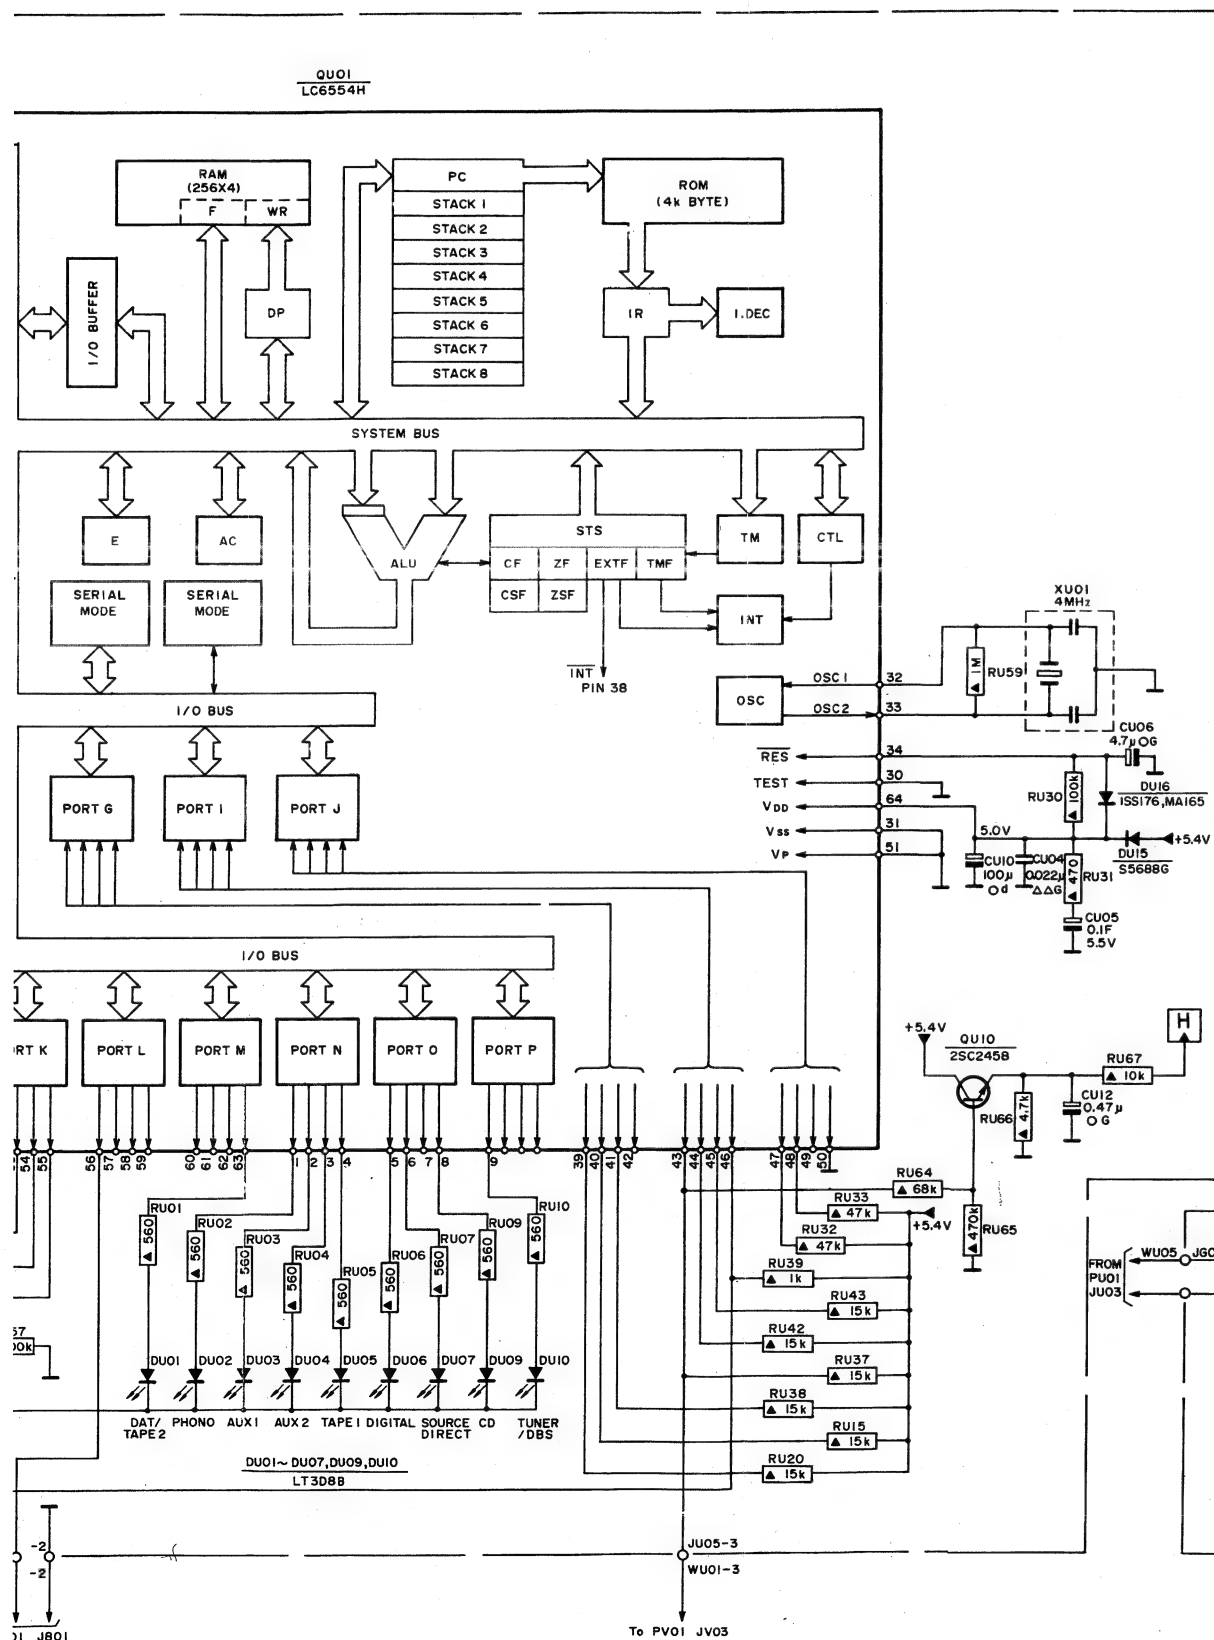 QU01
LC6554H
RAM
(256X4)
F
WR
PC
STACK 1
STACK 2
STACK 3
STACK 4
STACK 5
STACK 6
STACK 7
STACK 8
ROM
(4k BYTE)
I/O BUFFER
DP
IR
I.DEC
SYSTEM BUS
E
AC
ALU
STS
CF
ZF
EXTF
TMF
CSF
ZSF
TM
CTL
SERIAL
MODE
SERIAL
MODE
INT
INT
PIN 38
XU01
4MHz
1M
RU59
OSC
OSC 1
32
OSC2
33
I/O BUS
CU06
4.7μ○G
RES
34
TEST
30
VDD
64
VSS
31
VP
51
RU30
▲ 100k
DU16
ISS176,MA165
5.0V
+5.4V
DU15
S5688G
CU10
100μ
○d
CU04
0.022μ
△△G
▲ 470
RU31
CU05
0.1F
5.5V
PORT G
PORT I
PORT J
I/O BUS
RT K
PORT L
PORT M
PORT N
PORT O
PORT P
+5.4V
QU10
2SC2458
H
RU67
▲ 10k
RU66
▲ 4.7k
CU12
0.47μ
○G
54
55
56
57
58
59
60
61
62
63
1
2
3
4
5
6
7
8
9
39
40
41
42
43
44
45
46
47
48
49
50
RU64
▲ 68k
▲ 470k
RU65
RU33
▲ 47k
+5.4V
RU32
▲ 47k
RU39
▲ 1k
RU43
▲ 15k
RU42
▲ 15k
RU37
▲ 15k
RU38
▲ 15k
RU15
▲ 15k
RU20
▲ 15k
RU01
▲ 560
RU02
▲ 560
RU03
▲ 560
RU04
▲ 560
RU05
▲ 560
RU06
▲ 560
RU07
▲ 560
RU09
▲ 560
RU10
▲ 560
FROM
PU01
JU03
WU05
JG0
57
00k
DU01
DU02
DU03
DU04
DU05
DU06
DU07
DU09
DU10
DAT/
TAPE 2
PHONO
AUX 1
AUX 2
TAPE 1
DIGITAL
SOURCE
DIRECT
CD
TUNER
/DBS
DU01~DU07,DU09,DU10
LT3D8B
-2
-2
JU05-3
WU01-3
01 J801
To PV01 JV03